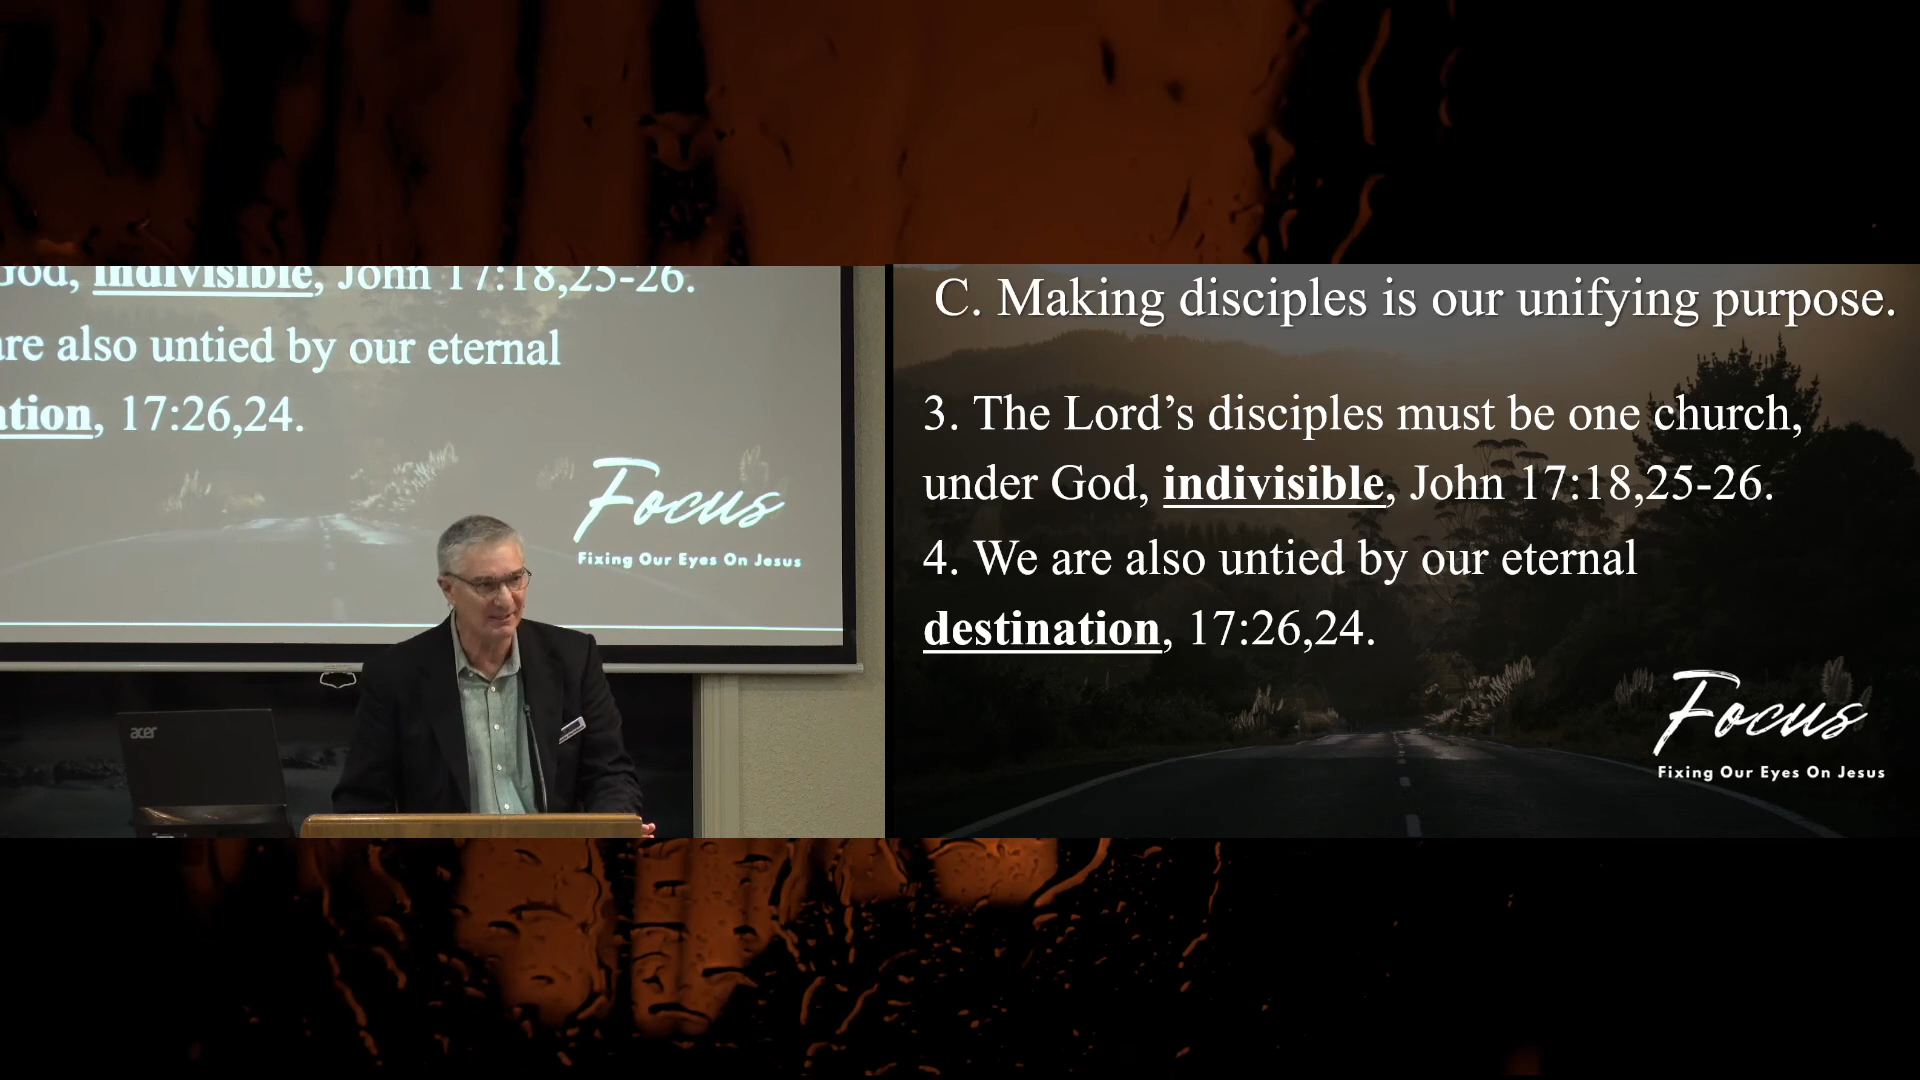 God, indivisible, John 17:18,25-26.
are also untied by our eternal
ation, 17:26,24.
Focus
Fixing Our Eyes On Jesus
acer
C. Making disciples is our unifying purpose.
3. The Lord’s disciples must be one church,
under God, indivisible, John 17:18,25-26.
4. We are also untied by our eternal
destination, 17:26,24.
Focus
Fixing Our Eyes On Jesus